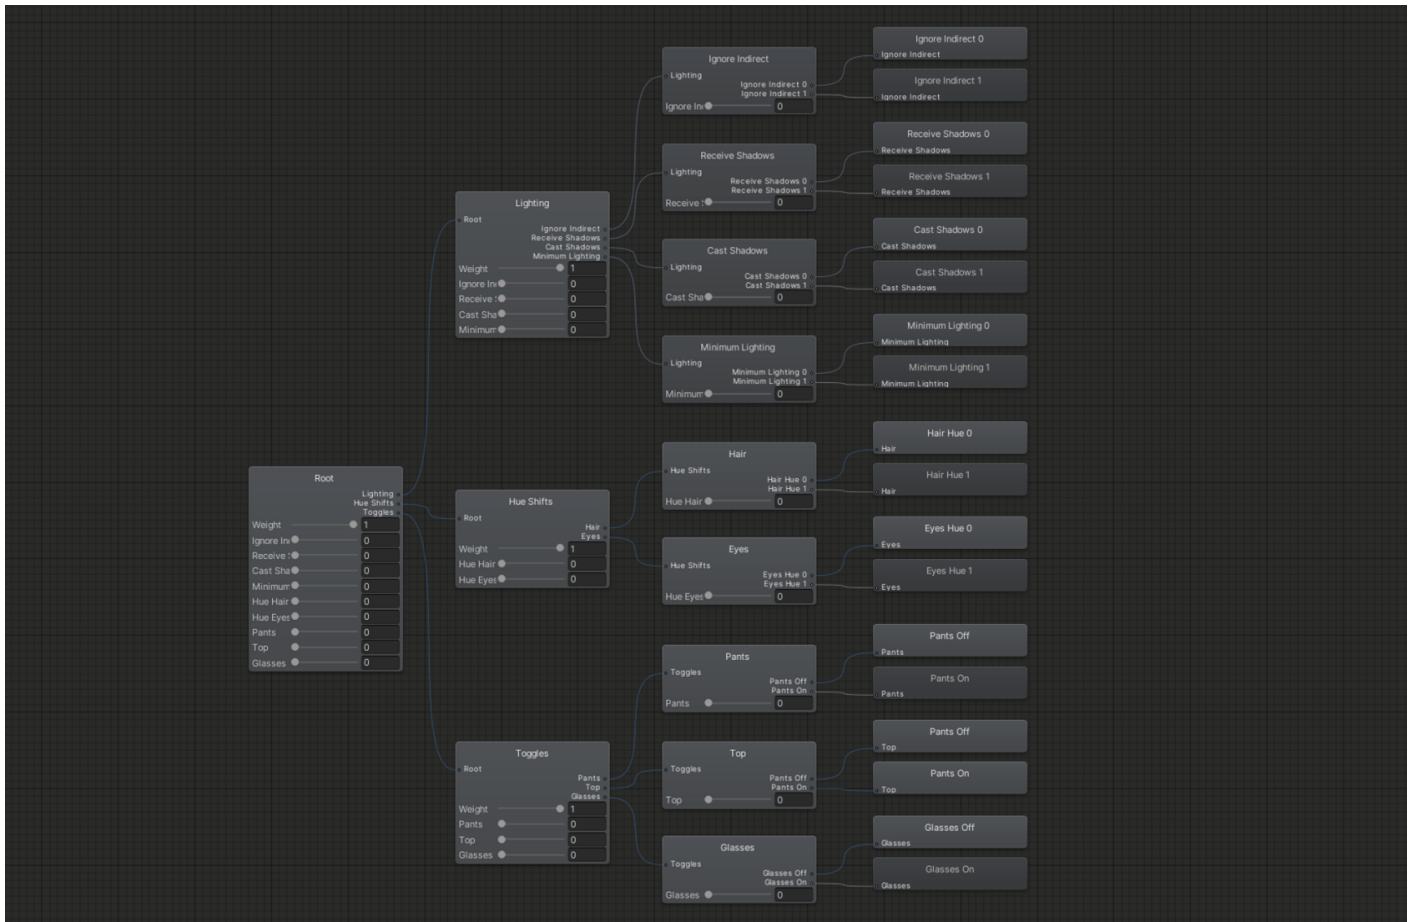 Root
Lighting
Hue Shifts
Toggles
Weight 1
Ignore In 0
Receive 0
Cast Sha 0
Minimum 0
Hue Hair 0
Hue Eyes 0
Pants 0
Top 0
Glasses 0
Lighting
Root
Ignore Indirect
Receive Shadows
Cast Shadows
Minimum Lighting
Weight 1
Ignore In 0
Receive 0
Cast Sha 0
Minimum 0
Hue Shifts
Root
Hair
Eyes
Weight 1
Hue Hair 0
Hue Eyes 0
Toggles
Root
Pants
Top
Glasses
Weight 1
Pants 0
Top 0
Glasses 0
Ignore Indirect
Lighting
Ignore Indirect 0
Ignore Indirect 1
Ignore In 0
Receive Shadows
Lighting
Receive Shadows 0
Receive Shadows 1
Receive 0
Cast Shadows
Lighting
Cast Shadows 0
Cast Shadows 1
Cast Sha 0
Minimum Lighting
Lighting
Minimum Lighting 0
Minimum Lighting 1
Minimum 0
Hair
Hue Shifts
Hair Hue 0
Hair Hue 1
Hue Hair 0
Eyes
Hue Shifts
Eyes Hue 0
Eyes Hue 1
Hue Eyes 0
Pants
Toggles
Pants Off
Pants On
Pants 0
Top
Toggles
Pants Off
Pants On
Top 0
Glasses
Toggles
Glasses Off
Glasses On
Glasses 0
Ignore Indirect 0
Ignore Indirect
Ignore Indirect 1
Ignore Indirect
Receive Shadows 0
Receive Shadows
Receive Shadows 1
Receive Shadows
Cast Shadows 0
Cast Shadows
Cast Shadows 1
Cast Shadows
Minimum Lighting 0
Minimum Lighting
Minimum Lighting 1
Minimum Lighting
Hair Hue 0
Hair
Hair Hue 1
Hair
Eyes Hue 0
Eyes
Eyes Hue 1
Eyes
Pants Off
Pants
Pants On
Pants
Pants Off
Top
Pants On
Top
Glasses Off
Glasses
Glasses On
Glasses